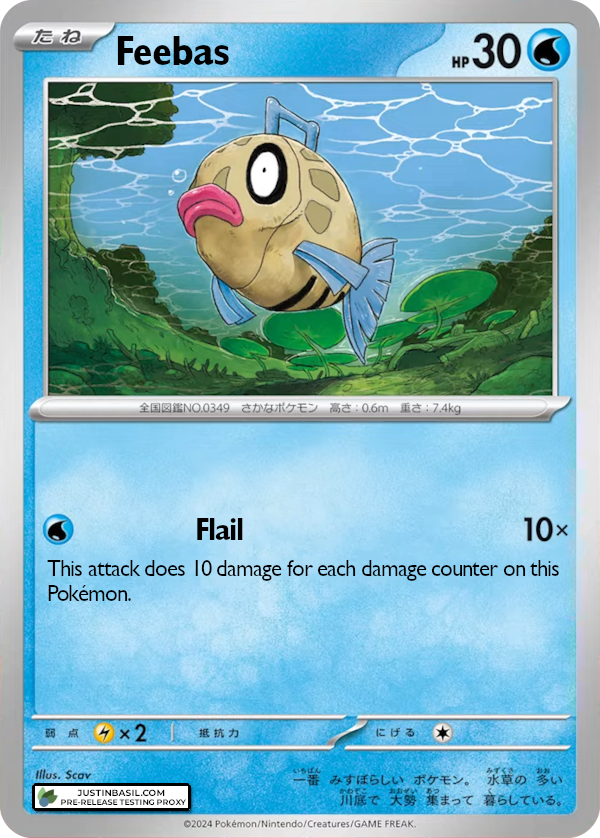 たね Feebas HP 30
全国図鑑NO.0349 さかなポケモン 高さ:0.6m 重さ:7.4kg
Flail 10×
This attack does 10 damage for each damage counter on this
Pokémon.
弱点 ×2 抵抗力 にげる
Illus. Scav
一番 みすぼらしい ポケモン。 水草の 多い
川底で 大勢 集まって 暮らしている。
JUSTINBASIL.COM
PRE-RELEASE TESTING PROXY
©2024 Pokémon/Nintendo/Creatures/GAME FREAK.